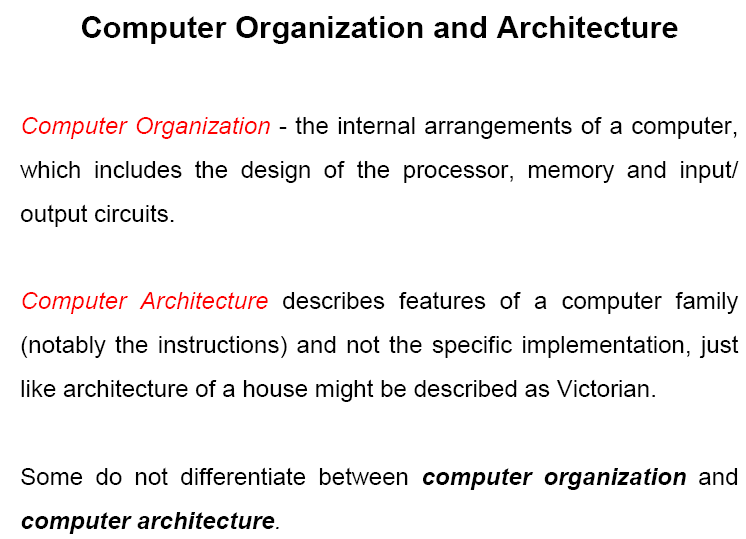 Computer Organization and Architecture
Computer Organization - the internal arrangements of a computer,
which includes the design of the processor, memory and input/
output circuits.
Computer Architecture describes features of a computer family
(notably the instructions) and not the specific implementation, just
like architecture of a house might be described as Victorian.
Some do not differentiate between computer organization and
computer architecture.